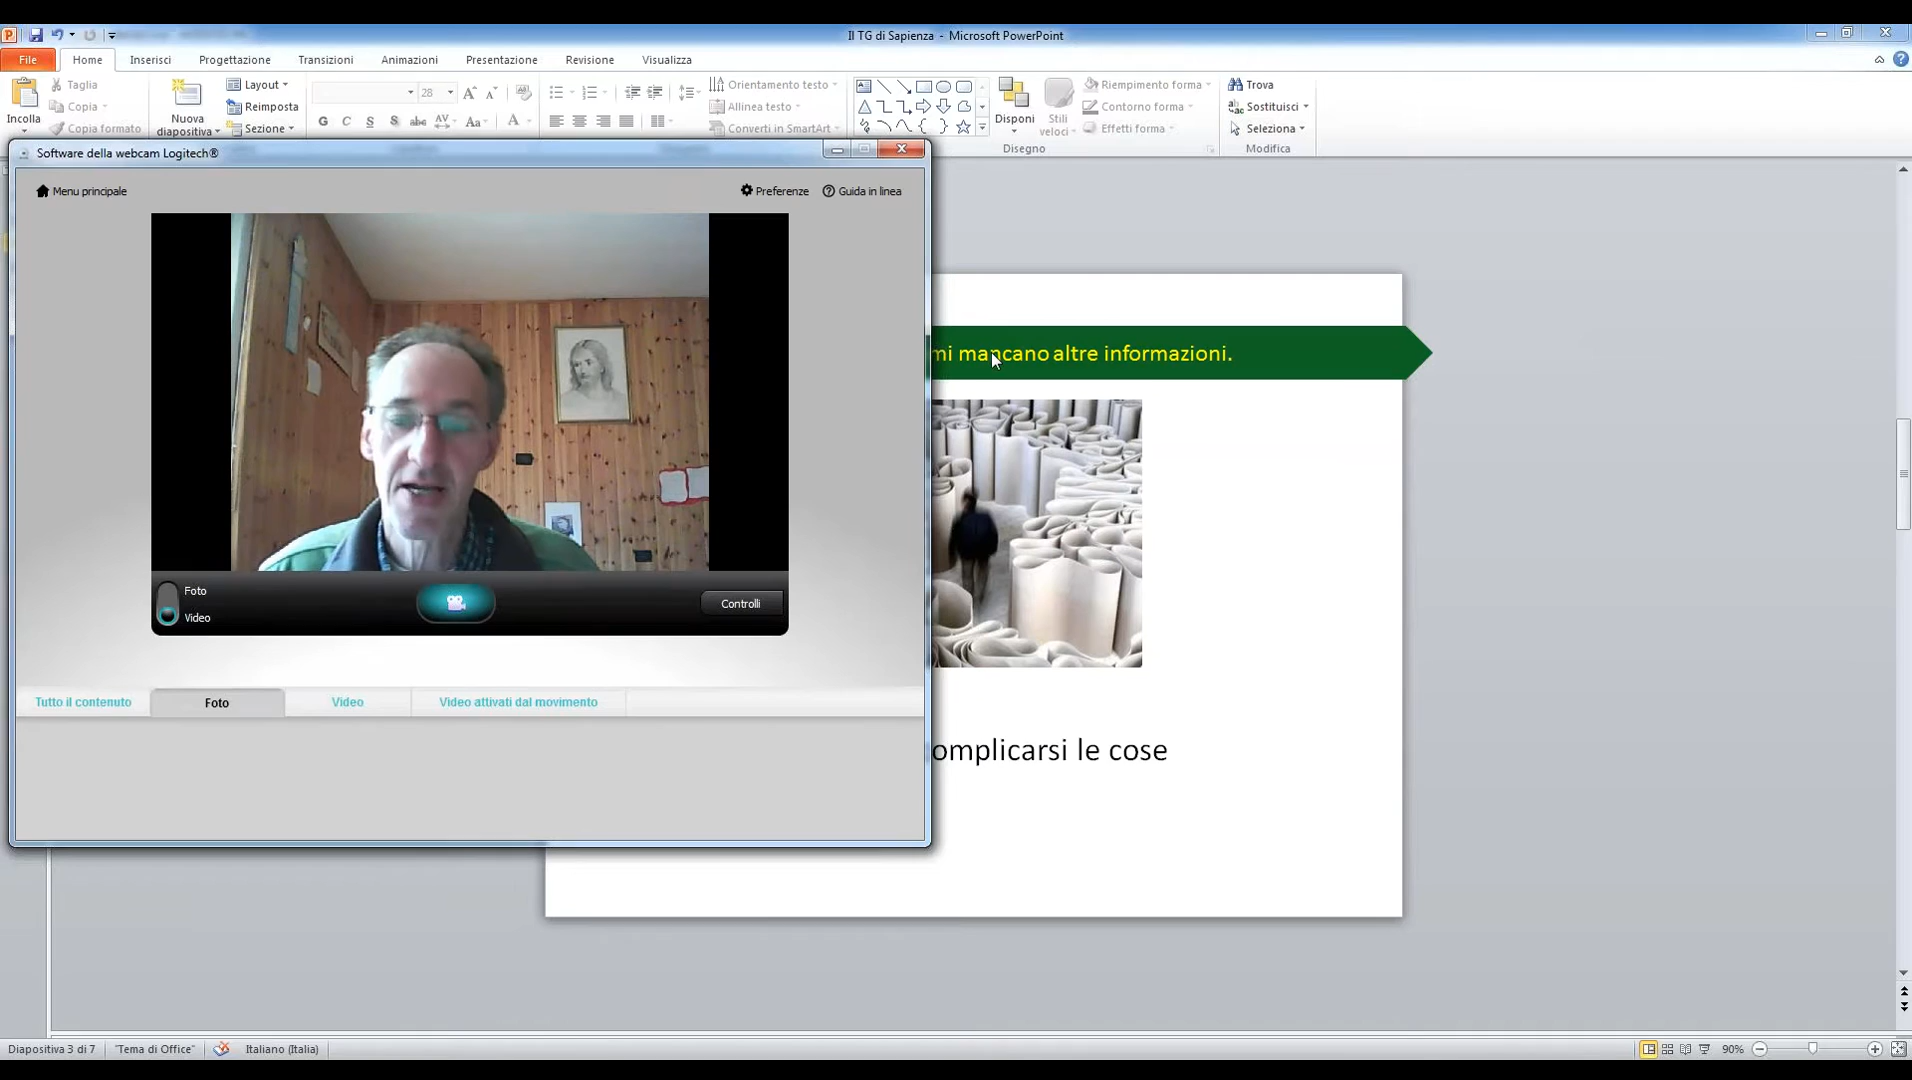 Il TG di Sapienza - Microsoft PowerPoint
File Home Inserisci Progettazione Transizioni Animazioni Presentazione Revisione Visualizza
Incolla
Taglia
Copia
Copia formato
Nuova
diapositiva
Layout
Reimposta
Sezione
28
G C S S abc AV Aa A
Orientamento testo
Allinea testo
Converti in SmartArt
Disponi
Stili
veloci
Riempimento forma
Contorno forma
Effetti forma
Disegno
Trova
Sostituisci
Seleziona
Modifica
Software della webcam Logitech®
Menu principale
Preferenze
Guida in linea
mi mancano altre informazioni.
Foto
Video
Controlli
Tutto il contenuto Foto Video Video attivati dal movimento
omplicarsi le cose
Diapositiva 3 di 7 "Tema di Office" Italiano (Italia) 90%